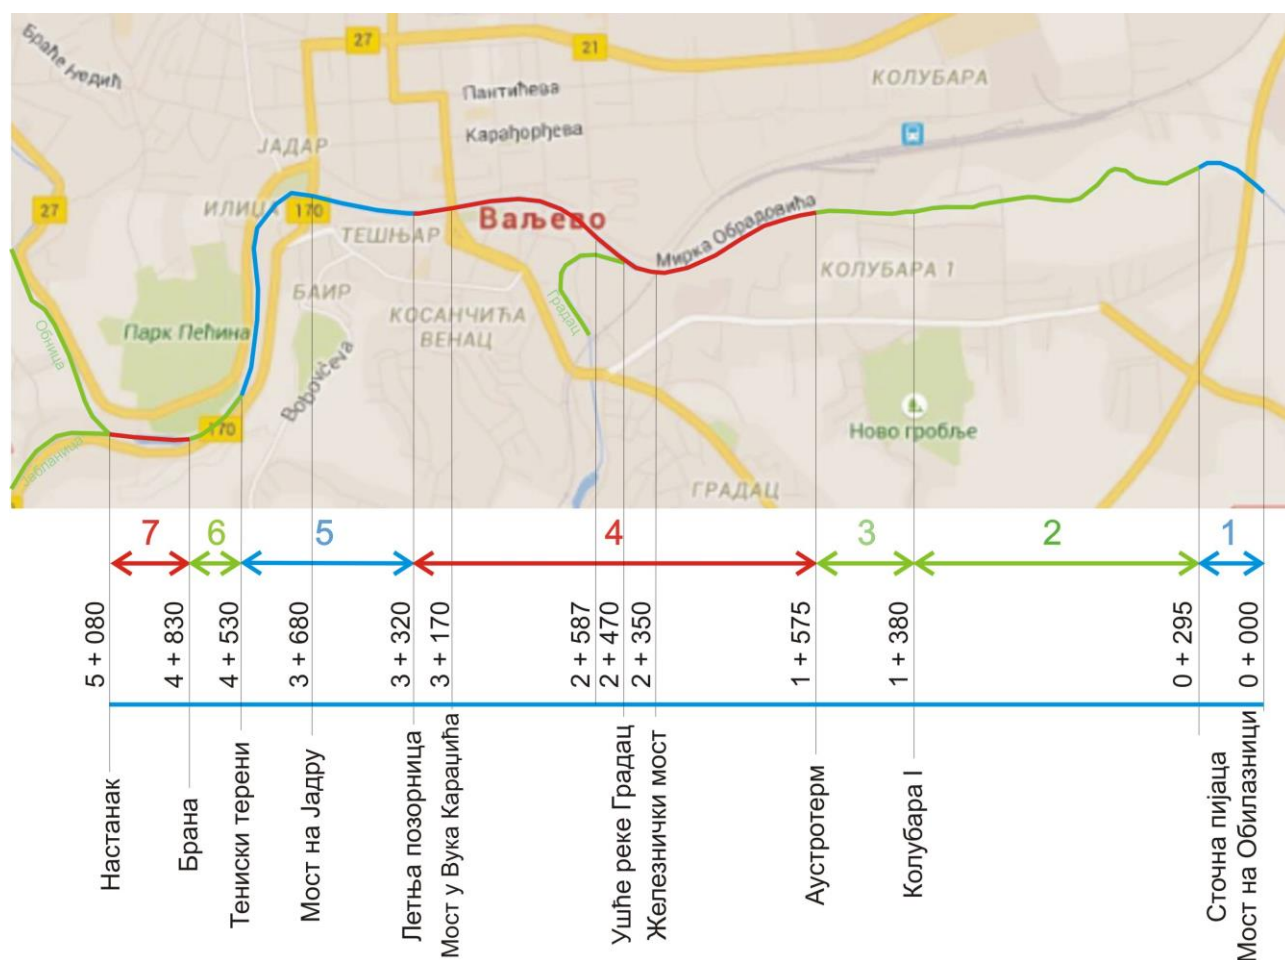 Браће Недић
27
21
КОЛУБАРА
Пантићева
Карађорђева
ЈАДАР
27
ИЛИЏА
170
Ваљево
ТЕШЊАР
Мирка Обрадовића
КОЛУБАРА 1
БАИР
Градац
КОСАНЧИЋА
ВЕНАЦ
Обница
Парк Пећина
170
Јабланица
Ново гробље
ГРАДАЦ
7
6
5
4
3
2
1
5 + 080
4 + 830
4 + 530
3 + 680
3 + 320
3 + 170
2 + 587
2 + 470
2 + 350
1 + 575
1 + 380
0 + 295
0 + 000
Настанак
Брана
Тениски терени
Мост на Јадру
Летња позорница
Мост у Вука Караџића
Ушће реке Градац
Железнички мост
Аустротерм
Колубара I
Сточна пијаца
Мост на Обилазници